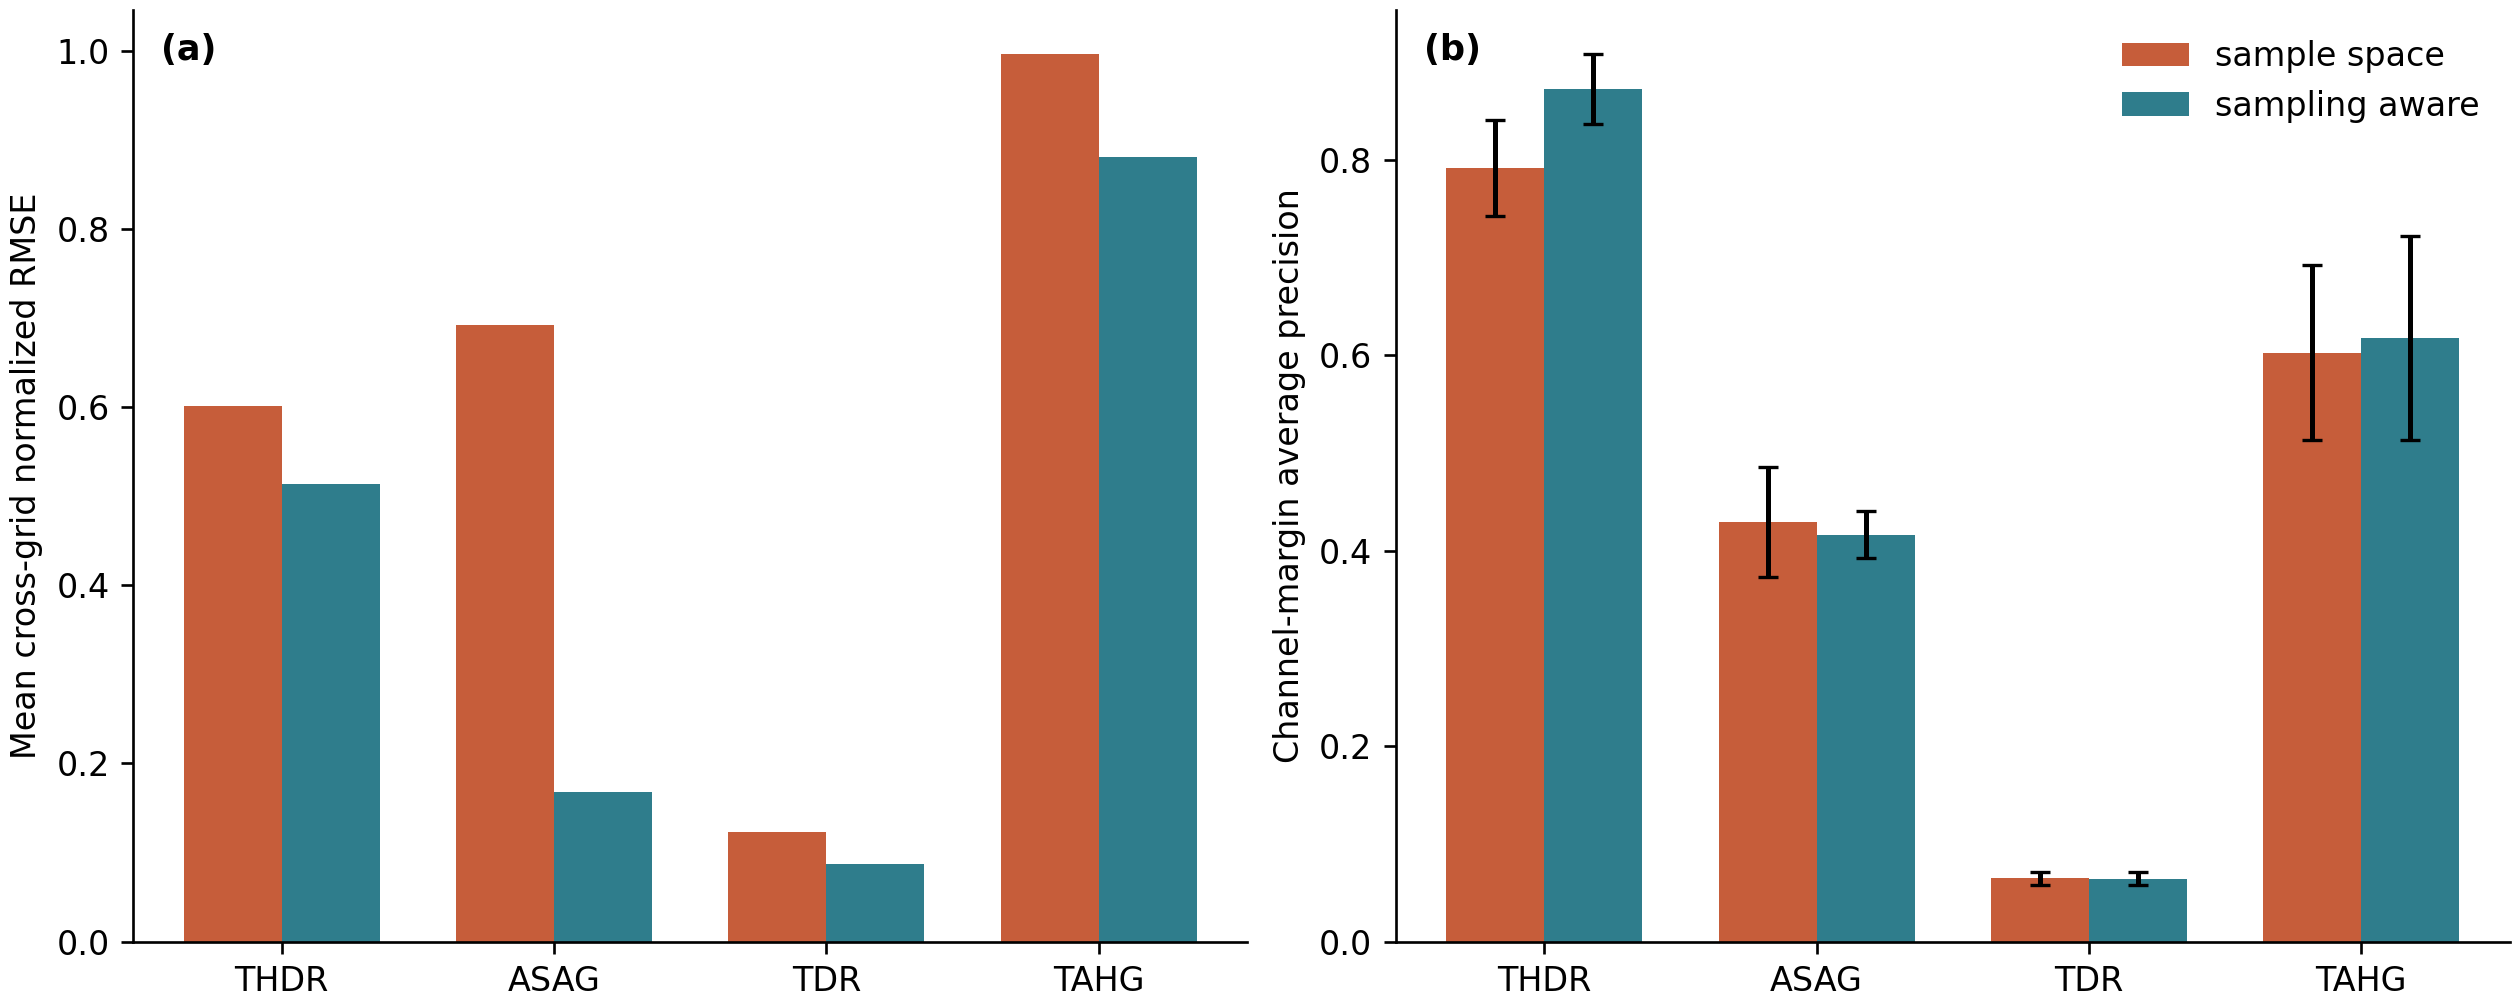 (a)
Mean cross-grid normalized RMSE
1.0
0.8
0.6
0.4
0.2
0.0
THDR ASAG TDR TAHG
(b)
sample space
sampling aware
Channel-margin average precision
0.8
0.6
0.4
0.2
0.0
THDR ASAG TDR TAHG